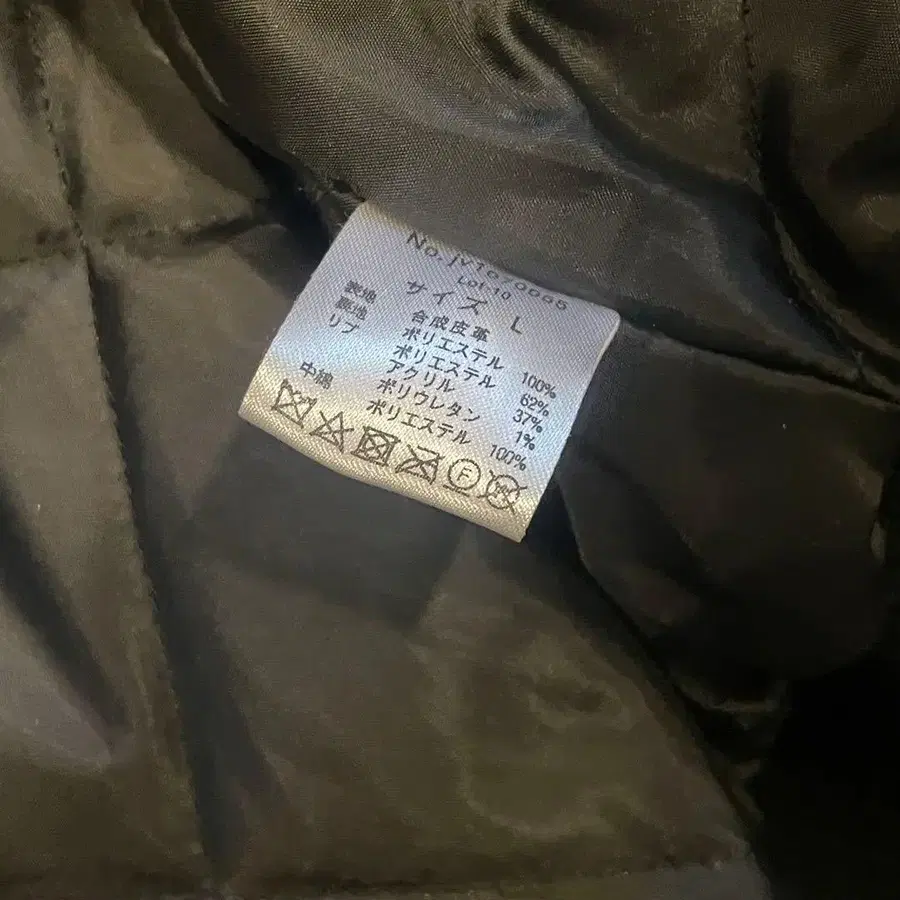 No.
Lot 10
サイズ L
表地 合成皮革
裏地 ポリエステル 100%
リブ ポリエステル 62%
アクリル 37%
ポリウレタン 1%
中綿 ポリエステル 100%
F